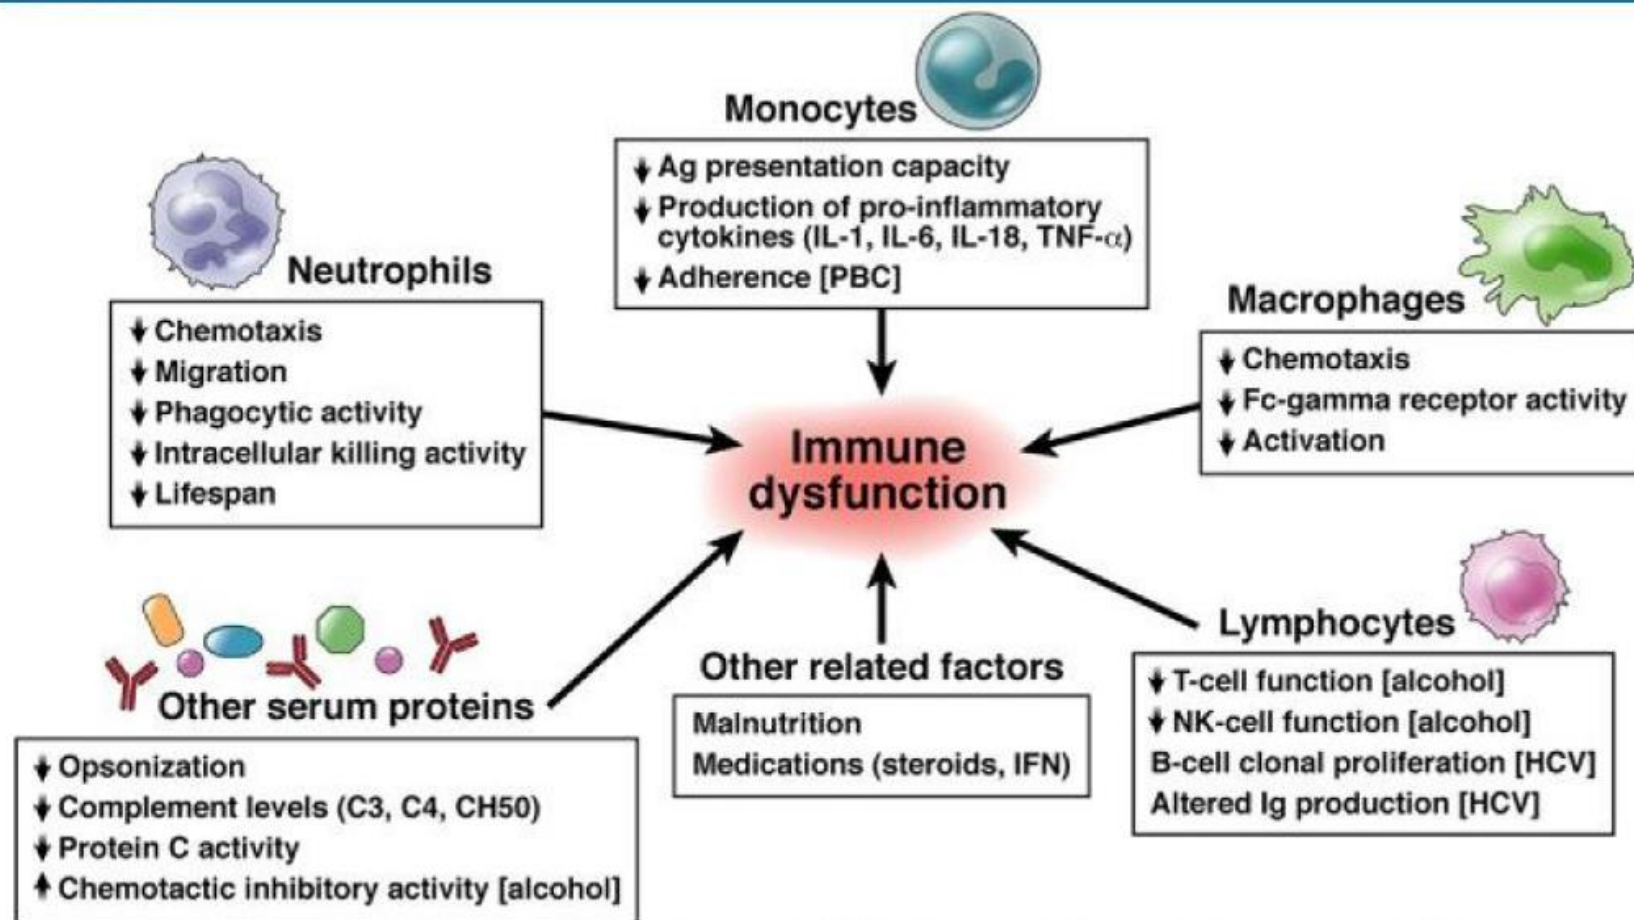 Monocytes
↓ Ag presentation capacity
↓ Production of pro-inflammatory
cytokines (IL-1, IL-6, IL-18, TNF-α)
↓ Adherence [PBC]
Neutrophils
↓ Chemotaxis
↓ Migration
↓ Phagocytic activity
↓ Intracellular killing activity
↓ Lifespan
Macrophages
↓ Chemotaxis
↓ Fc-gamma receptor activity
↓ Activation
Immune
dysfunction
Other serum proteins
↓ Opsonization
↓ Complement levels (C3, C4, CH50)
↓ Protein C activity
↑ Chemotactic inhibitory activity [alcohol]
Other related factors
Malnutrition
Medications (steroids, IFN)
Lymphocytes
↓ T-cell function [alcohol]
↓ NK-cell function [alcohol]
B-cell clonal proliferation [HCV]
Altered Ig production [HCV]